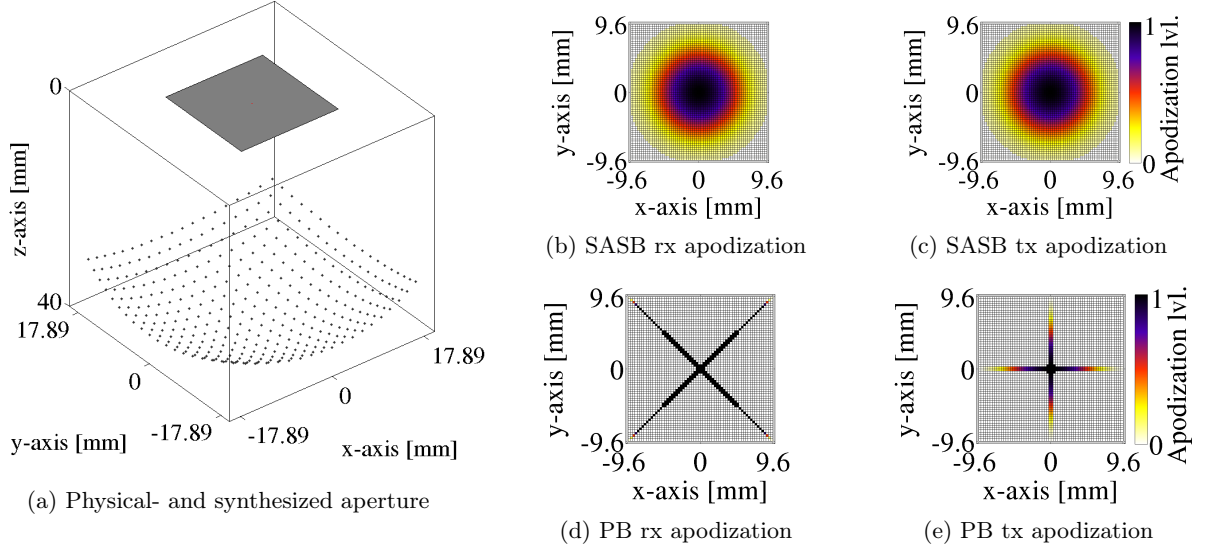 0
z-axis [mm]
40
17.89
0
-17.89
y-axis [mm]
-17.89
0
17.89
x-axis [mm]
(a) Physical- and synthesized aperture
9.6
0
-9.6
y-axis [mm]
-9.6 0 9.6
x-axis [mm]
(b) SASB rx apodization
9.6
0
-9.6
y-axis [mm]
-9.6 0 9.6
x-axis [mm]
1
0
Apodization lvl.
(c) SASB tx apodization
9.6
0
-9.6
y-axis [mm]
-9.6 0 9.6
x-axis [mm]
(d) PB rx apodization
9.6
0
-9.6
y-axis [mm]
-9.6 0 9.6
x-axis [mm]
1
0
Apodization lvl.
(e) PB tx apodization